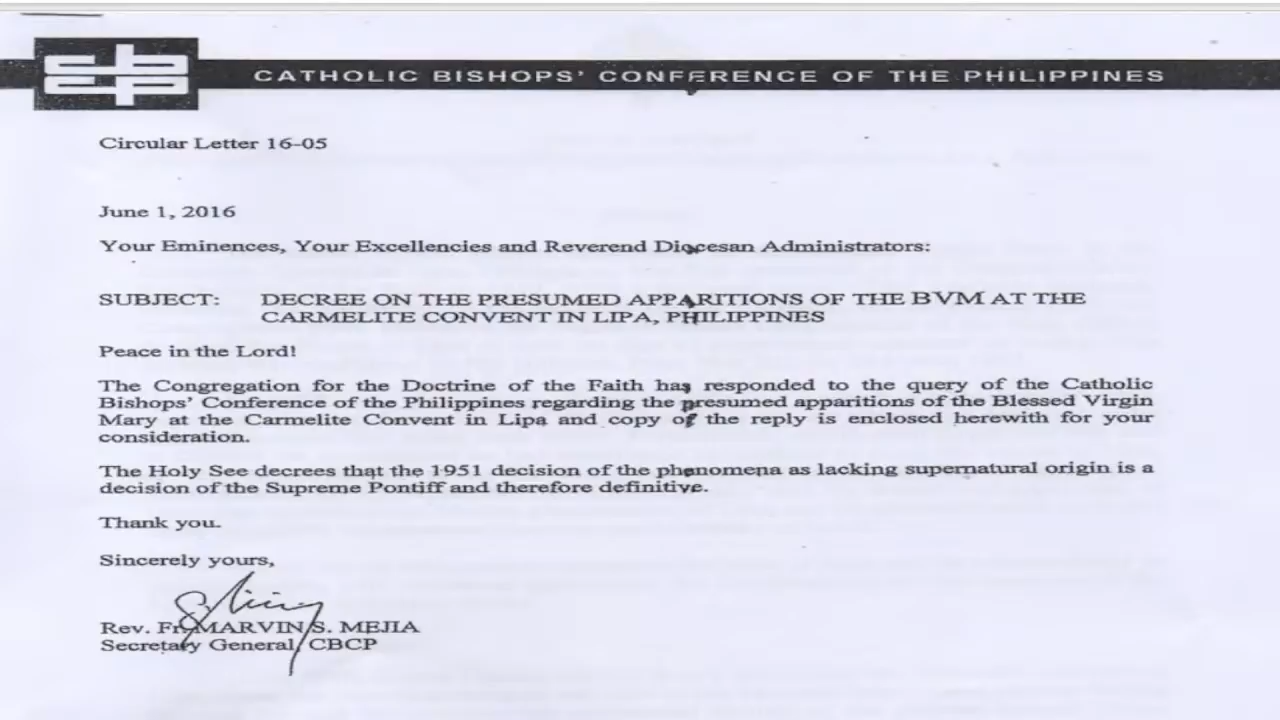 cb
cp
CATHOLIC BISHOPS' CONFERENCE OF THE PHILIPPINES
Circular Letter 16-05
June 1, 2016
Your Eminences, Your Excellencies and Reverend Diocesan Administrators:
SUBJECT: DECREE ON THE PRESUMED APPARITIONS OF THE BVM AT THE
CARMELITE CONVENT IN LIPA, PHILIPPINES
Peace in the Lord!
The Congregation for the Doctrine of the Faith has responded to the query of the Catholic
Bishops' Conference of the Philippines regarding the presumed apparitions of the Blessed Virgin
Mary at the Carmelite Convent in Lipa and copy of the reply is enclosed herewith for your
consideration.
The Holy See decrees that the 1951 decision of the phenomena as lacking supernatural origin is a
decision of the Supreme Pontiff and therefore definitive.
Thank you.
Sincerely yours,
Rev. Fr. MARVIN S. MEJIA
Secretary General, CBCP